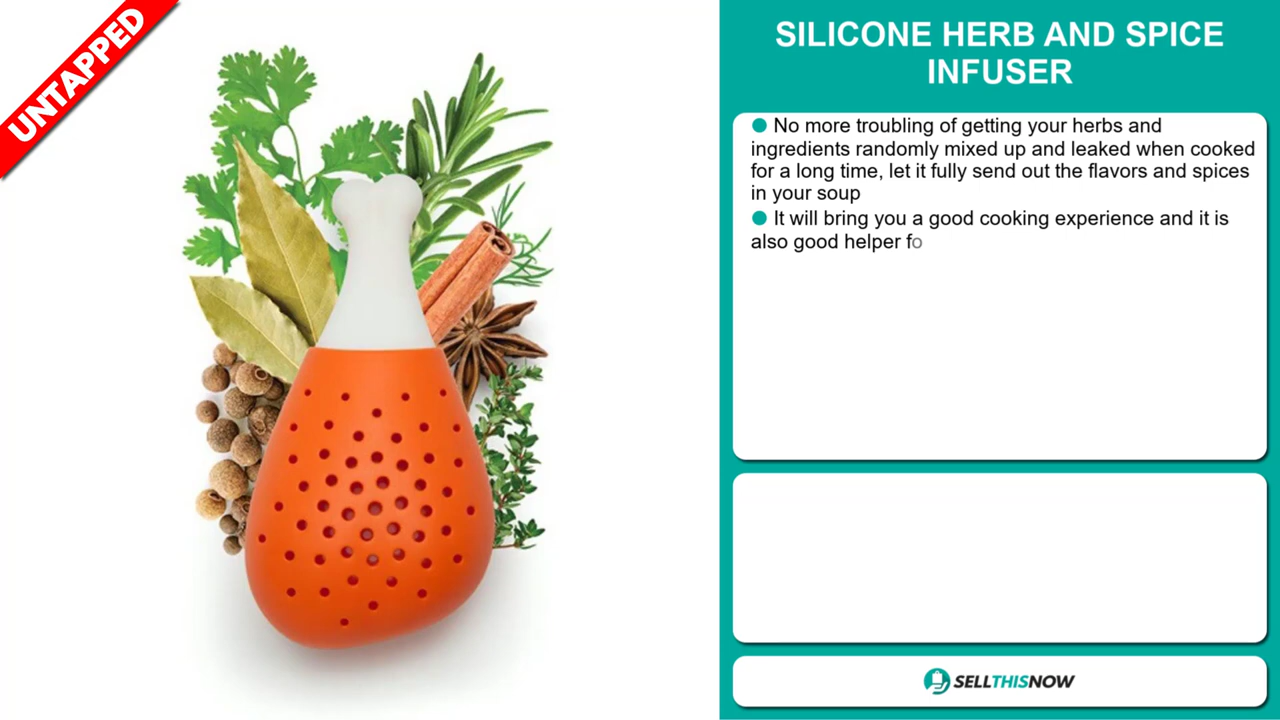 UNTAPPED
SILICONE HERB AND SPICE
INFUSER
● No more troubling of getting your herbs and
ingredients randomly mixed up and leaked when cooked
for a long time, let it fully send out the flavors and spices
in your soup
● It will bring you a good cooking experience and it is
also good helper fo
SELLTHISNOW